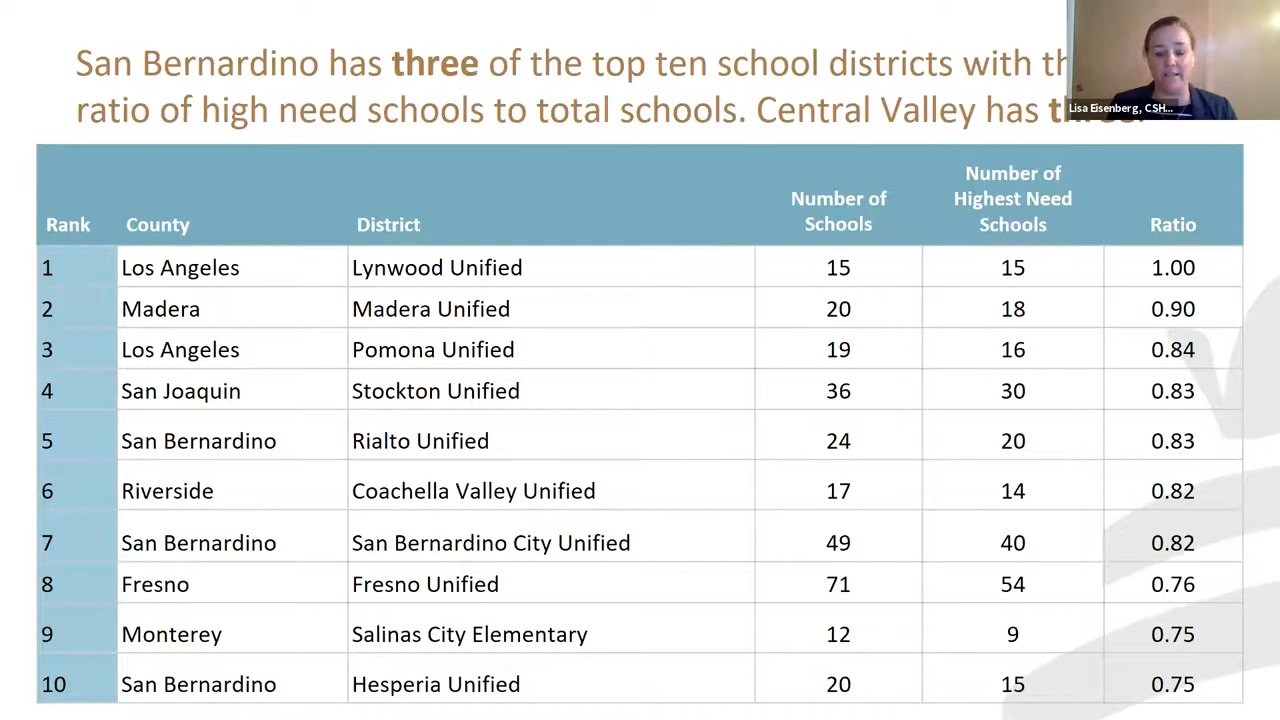 San Bernardino has three of the top ten school districts with
ratio of high need schools to total schools. Central Valley has
Lisa Eisenberg, CSH...
Rank County District Number of Schools Number of Highest Need Schools Ratio
1 Los Angeles Lynwood Unified 15 15 1.00
2 Madera Madera Unified 20 18 0.90
3 Los Angeles Pomona Unified 19 16 0.84
4 San Joaquin Stockton Unified 36 30 0.83
5 San Bernardino Rialto Unified 24 20 0.83
6 Riverside Coachella Valley Unified 17 14 0.82
7 San Bernardino San Bernardino City Unified 49 40 0.82
8 Fresno Fresno Unified 71 54 0.76
9 Monterey Salinas City Elementary 12 9 0.75
10 San Bernardino Hesperia Unified 20 15 0.75